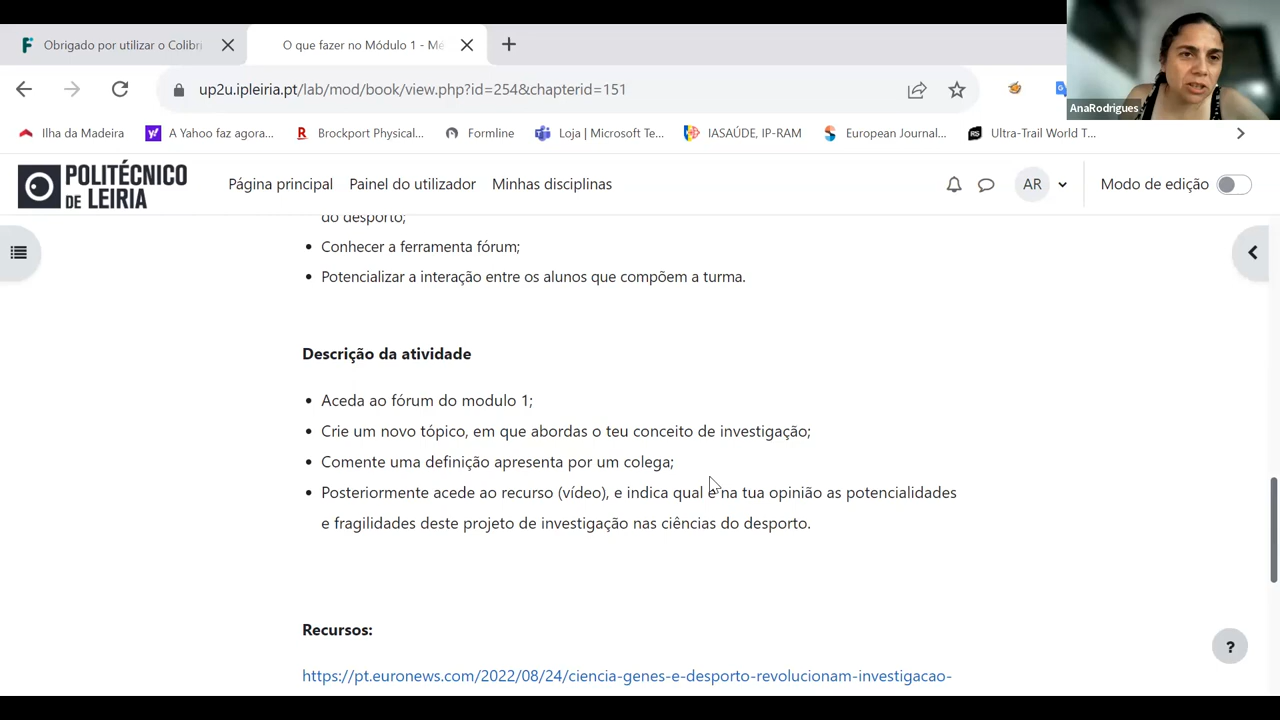 Obrigado por utilizar o Colibri
O que fazer no Módulo 1 - Mé
up2u.ipleiria.pt/lab/mod/book/view.php?id=254&chapterid=151
AnaRodrigues
Ilha da Madeira
A Yahoo faz agora...
Brockport Physical...
Formline
Loja | Microsoft Te...
IASAÚDE, IP-RAM
European Journal...
Ultra-Trail World T...
POLITÉCNICO
DE LEIRIA
Página principal
Painel do utilizador
Minhas disciplinas
AR
Modo de edição
do desporto;
• Conhecer a ferramenta fórum;
• Potencializar a interação entre os alunos que compõem a turma.
Descrição da atividade
• Aceda ao fórum do modulo 1;
• Crie um novo tópico, em que abordas o teu conceito de investigação;
• Comente uma definição apresenta por um colega;
• Posteriormente acede ao recurso (vídeo), e indica qual é na tua opinião as potencialidades
e fragilidades deste projeto de investigação nas ciências do desporto.
Recursos:
https://pt.euronews.com/2022/08/24/ciencia-genes-e-desporto-revolucionam-investigacao-
?